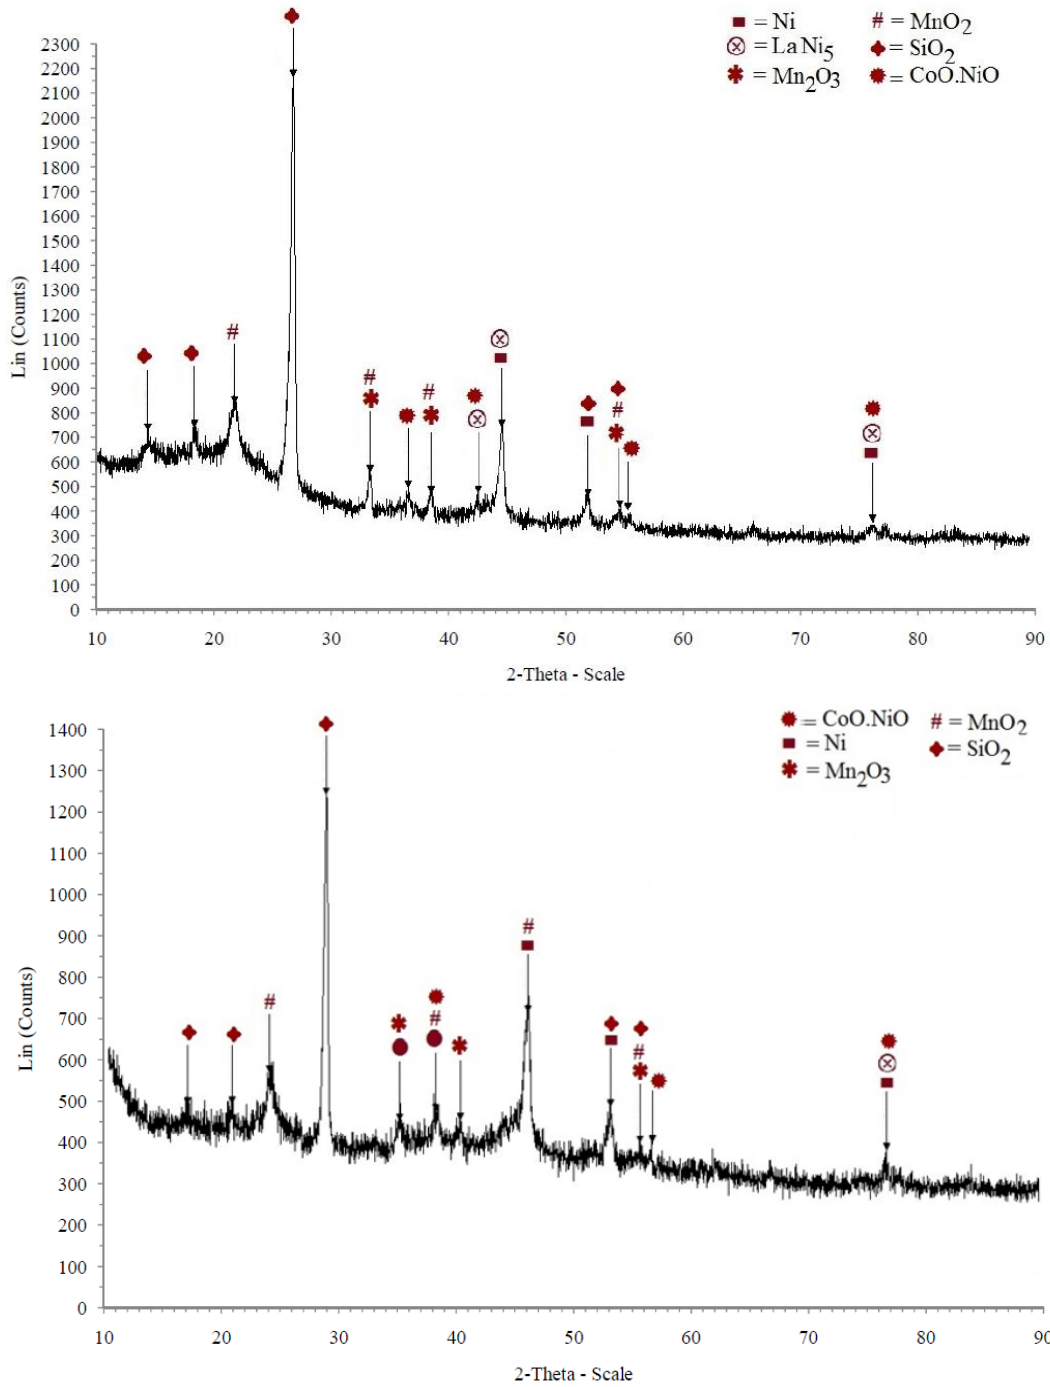 ■ = Ni
# = MnO2
⊗ = LaNi5
◆ = SiO2
✱ = Mn2O3
✹ = CoO.NiO
2300
2200
2100
2000
1900
1800
1700
1600
1500
1400
1300
1200
1100
1000
900
800
700
600
500
400
300
200
100
0
Lin (Counts)
#
#
#
#
10 20 30 40 50 60 70 80 90
2-Theta - Scale
✹ = CoO.NiO
# = MnO2
■ = Ni
◆ = SiO2
✱ = Mn2O3
1400
1300
1200
1100
1000
900
800
700
600
500
400
300
200
100
0
Lin (Counts)
#
#
#
#
10 20 30 40 50 60 70 80 90
2-Theta - Scale